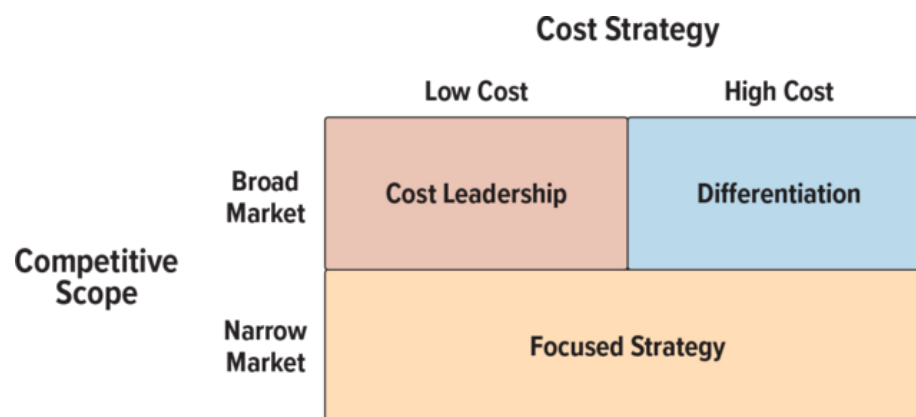 Cost Strategy
Low Cost
High Cost
Broad
Market
Cost Leadership
Differentiation
Competitive
Scope
Narrow
Market
Focused Strategy